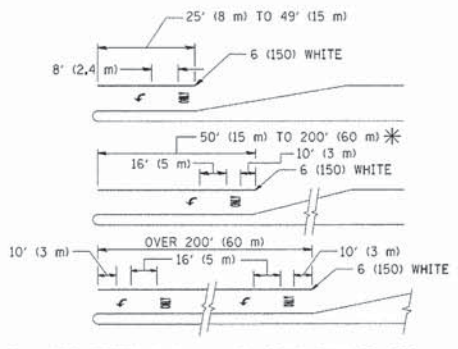 25' (8 m) TO 49' (15 m)
6 (150) WHITE
8' (2.4 m)
50' (15 m) TO 200' (60 m) *
16' (5 m)
10' (3 m)
6 (150) WHITE
OVER 200' (60 m)
10' (3 m)
16' (5 m)
10' (3 m)
6 (150) WHITE